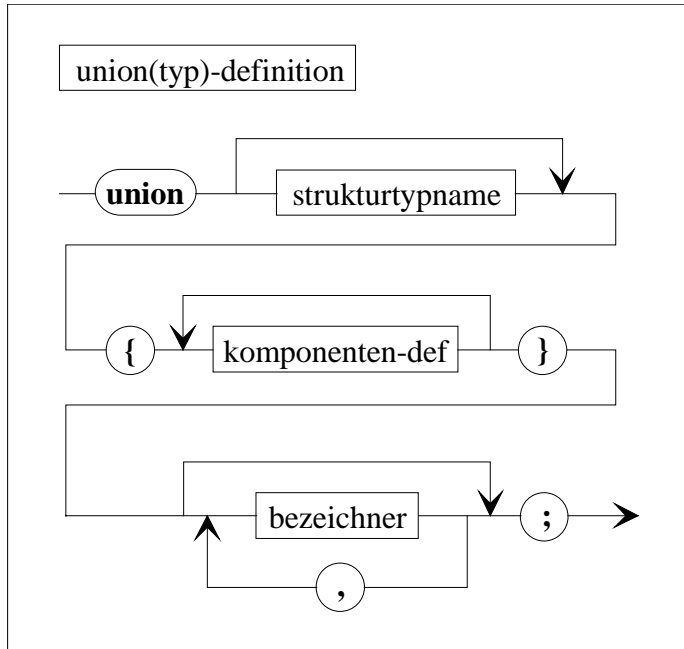 union(typ)-definition
union strukturtypname
{ komponenten-def }
bezeichner ;
,